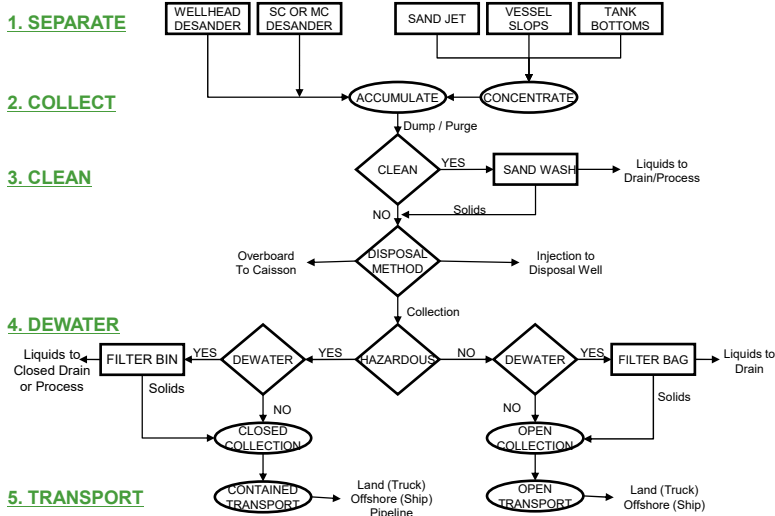 1. SEPARATE
WELLHEAD
DESANDER
SC OR MC
DESANDER
SAND JET
VESSEL
SLOPS
TANK
BOTTOMS
2. COLLECT
ACCUMULATE
CONCENTRATE
Dump / Purge
3. CLEAN
CLEAN
YES
SAND WASH
Liquids to
Drain/Process
NO
Solids
Overboard
To Caisson
DISPOSAL
METHOD
Injection to
Disposal Well
Collection
4. DEWATER
Liquids to
Closed Drain
or Process
FILTER BIN
YES
DEWATER
YES
HAZARDOUS
NO
DEWATER
YES
FILTER BAG
Liquids to
Drain
Solids
NO
NO
Solids
CLOSED
COLLECTION
OPEN
COLLECTION
5. TRANSPORT
CONTAINED
TRANSPORT
Land (Truck)
Offshore (Ship)
Pipeline
OPEN
TRANSPORT
Land (Truck)
Offshore (Ship)